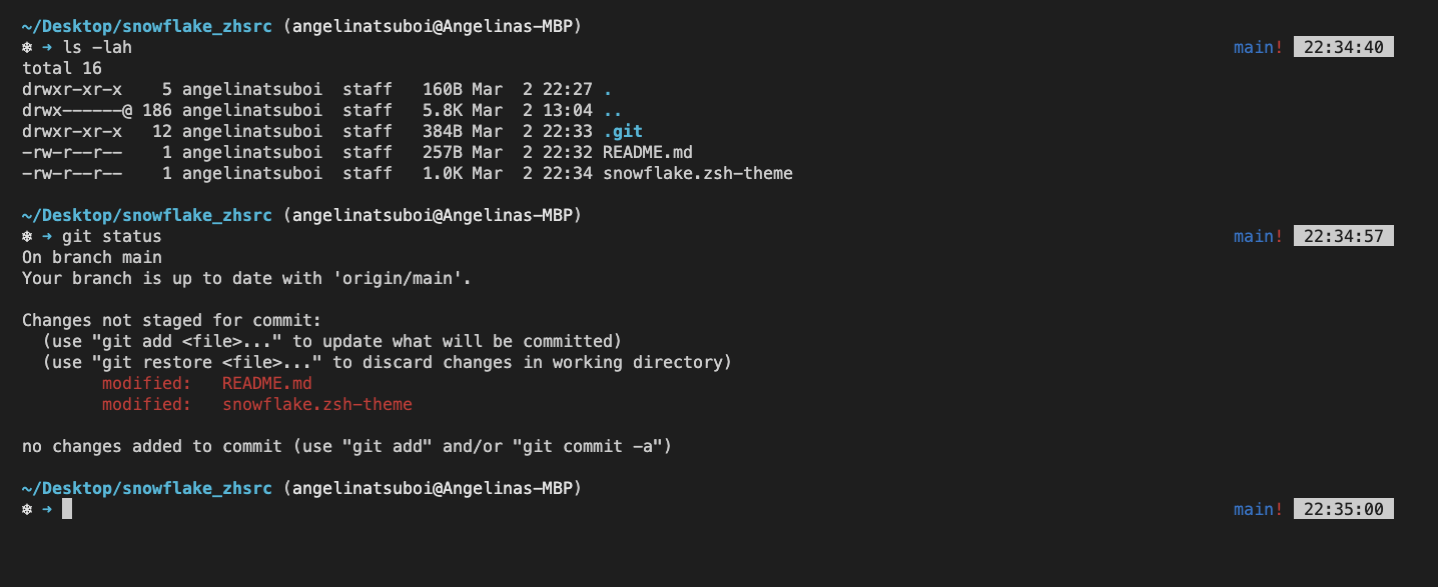 ~/Desktop/snowflake_zhsrc (angelinatsuboi@Angelinas-MBP)
❄ ➜ ls -lah main! 22:34:40
total 16
drwxr-xr-x    5 angelinatsuboi  staff   160B Mar  2 22:27 .
drwx------@ 186 angelinatsuboi  staff   5.8K Mar  2 13:04 ..
drwxr-xr-x   12 angelinatsuboi  staff   384B Mar  2 22:33 .git
-rw-r--r--    1 angelinatsuboi  staff   257B Mar  2 22:32 README.md
-rw-r--r--    1 angelinatsuboi  staff   1.0K Mar  2 22:34 snowflake.zsh-theme
~/Desktop/snowflake_zhsrc (angelinatsuboi@Angelinas-MBP)
❄ ➜ git status main! 22:34:57
On branch main
Your branch is up to date with 'origin/main'.
Changes not staged for commit:
  (use "git add <file>..." to update what will be committed)
  (use "git restore <file>..." to discard changes in working directory)
        modified:   README.md
        modified:   snowflake.zsh-theme
no changes added to commit (use "git add" and/or "git commit -a")
~/Desktop/snowflake_zhsrc (angelinatsuboi@Angelinas-MBP)
❄ ➜ main! 22:35:00